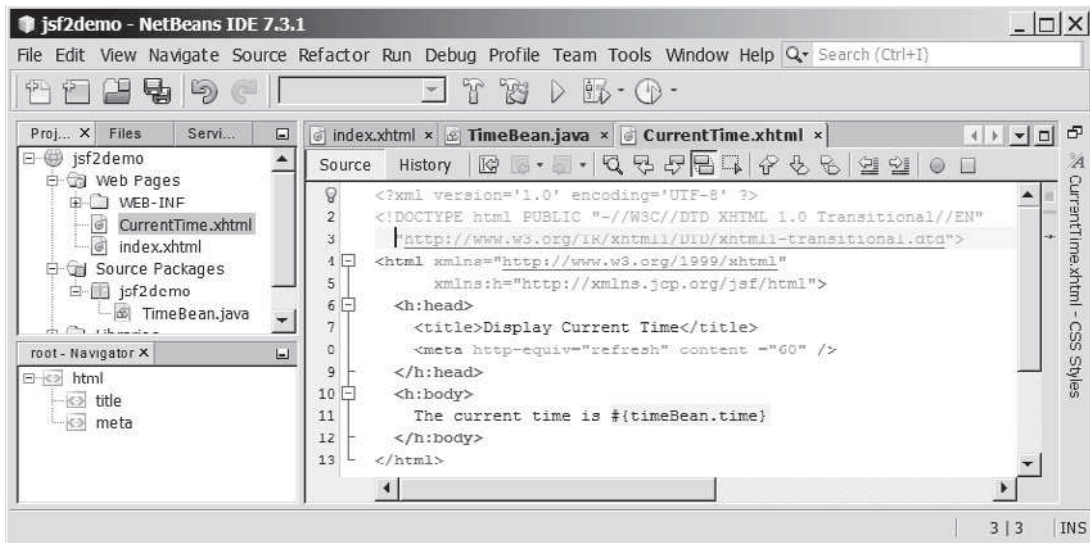 jsf2demo - NetBeans IDE 7.3.1
File Edit View Navigate Source Refactor Run Debug Profile Team Tools Window Help Search (Ctrl+I)
Proj... Files Servi...
jsf2demo
Web Pages
WEB-INF
CurrentTime.xhtml
index.xhtml
Source Packages
jsf2demo
TimeBean.java
root - Navigator
html
title
meta
index.xhtml TimeBean.java CurrentTime.xhtml
Source History
<?xml version='1.0' encoding='UTF-8' ?>
2 <!DOCTYPE html PUBLIC "-//W3C//DTD XHTML 1.0 Transitional//EN"
3 "http://www.w3.org/TR/xhtml1/DTD/xhtml1-transitional.dtd">
4 <html xmlns="http://www.w3.org/1999/xhtml"
5 xmlns:h="http://xmlns.jcp.org/jsf/html">
6 <h:head>
7 <title>Display Current Time</title>
8 <meta http-equiv="refresh" content ="60" />
9 </h:head>
10 <h:body>
11 The current time is #{timeBean.time}
12 </h:body>
13 </html>
CurrentTime.xhtml - CSS Styles
3 | 3 INS